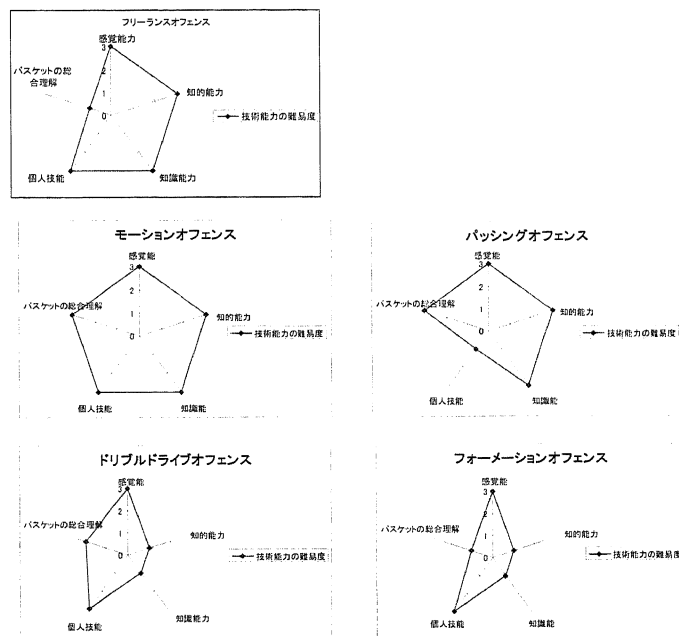 フリーランスオフェンス
感覚能力
3
2
1
0
バスケットの総
合理解
知的能力
技術能力の難易度
個人技能
知識能力
モーションオフェンス
感覚能
3
2
1
0
バスケットの総合理解
知的能力
技術能力の難易度
個人技能
知識能
パッシングオフェンス
感覚能
3
2
1
0
バスケットの総合理解
知的能力
技術能力の難易度
個人技能
知識能
ドリブルドライブオフェンス
感覚能
3
2
1
0
バスケットの総合理解
知的能力
技術能力の難易度
個人技能
知識能力
フォーメーションオフェンス
感覚能
3
2
1
0
バスケットの総合理解
知的能力
技術能力の難易度
個人技能
知識能